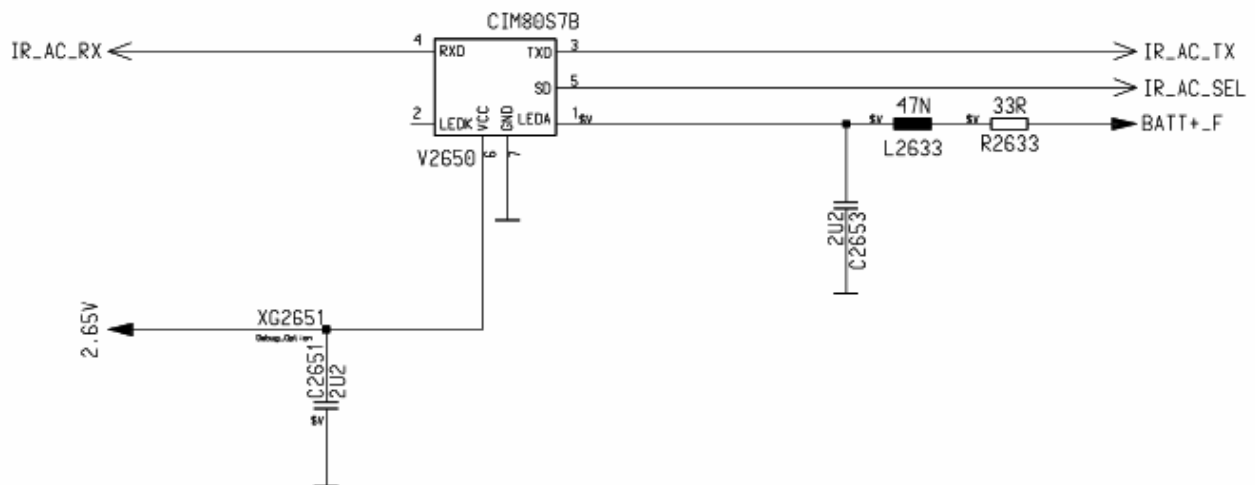 CIM80S7B
IR_AC_RX
4
RXD
TXD
3
IR_AC_TX
SD
5
IR_AC_SEL
2
LEDK
VCC
GND
LEDA
1
$V
47N
33R
$V
$V
BATT+_F
L2633
R2633
V2650
6
7
2U2
C2653
2.65V
XG2651
Debug_Option
C2651
2U2
$V